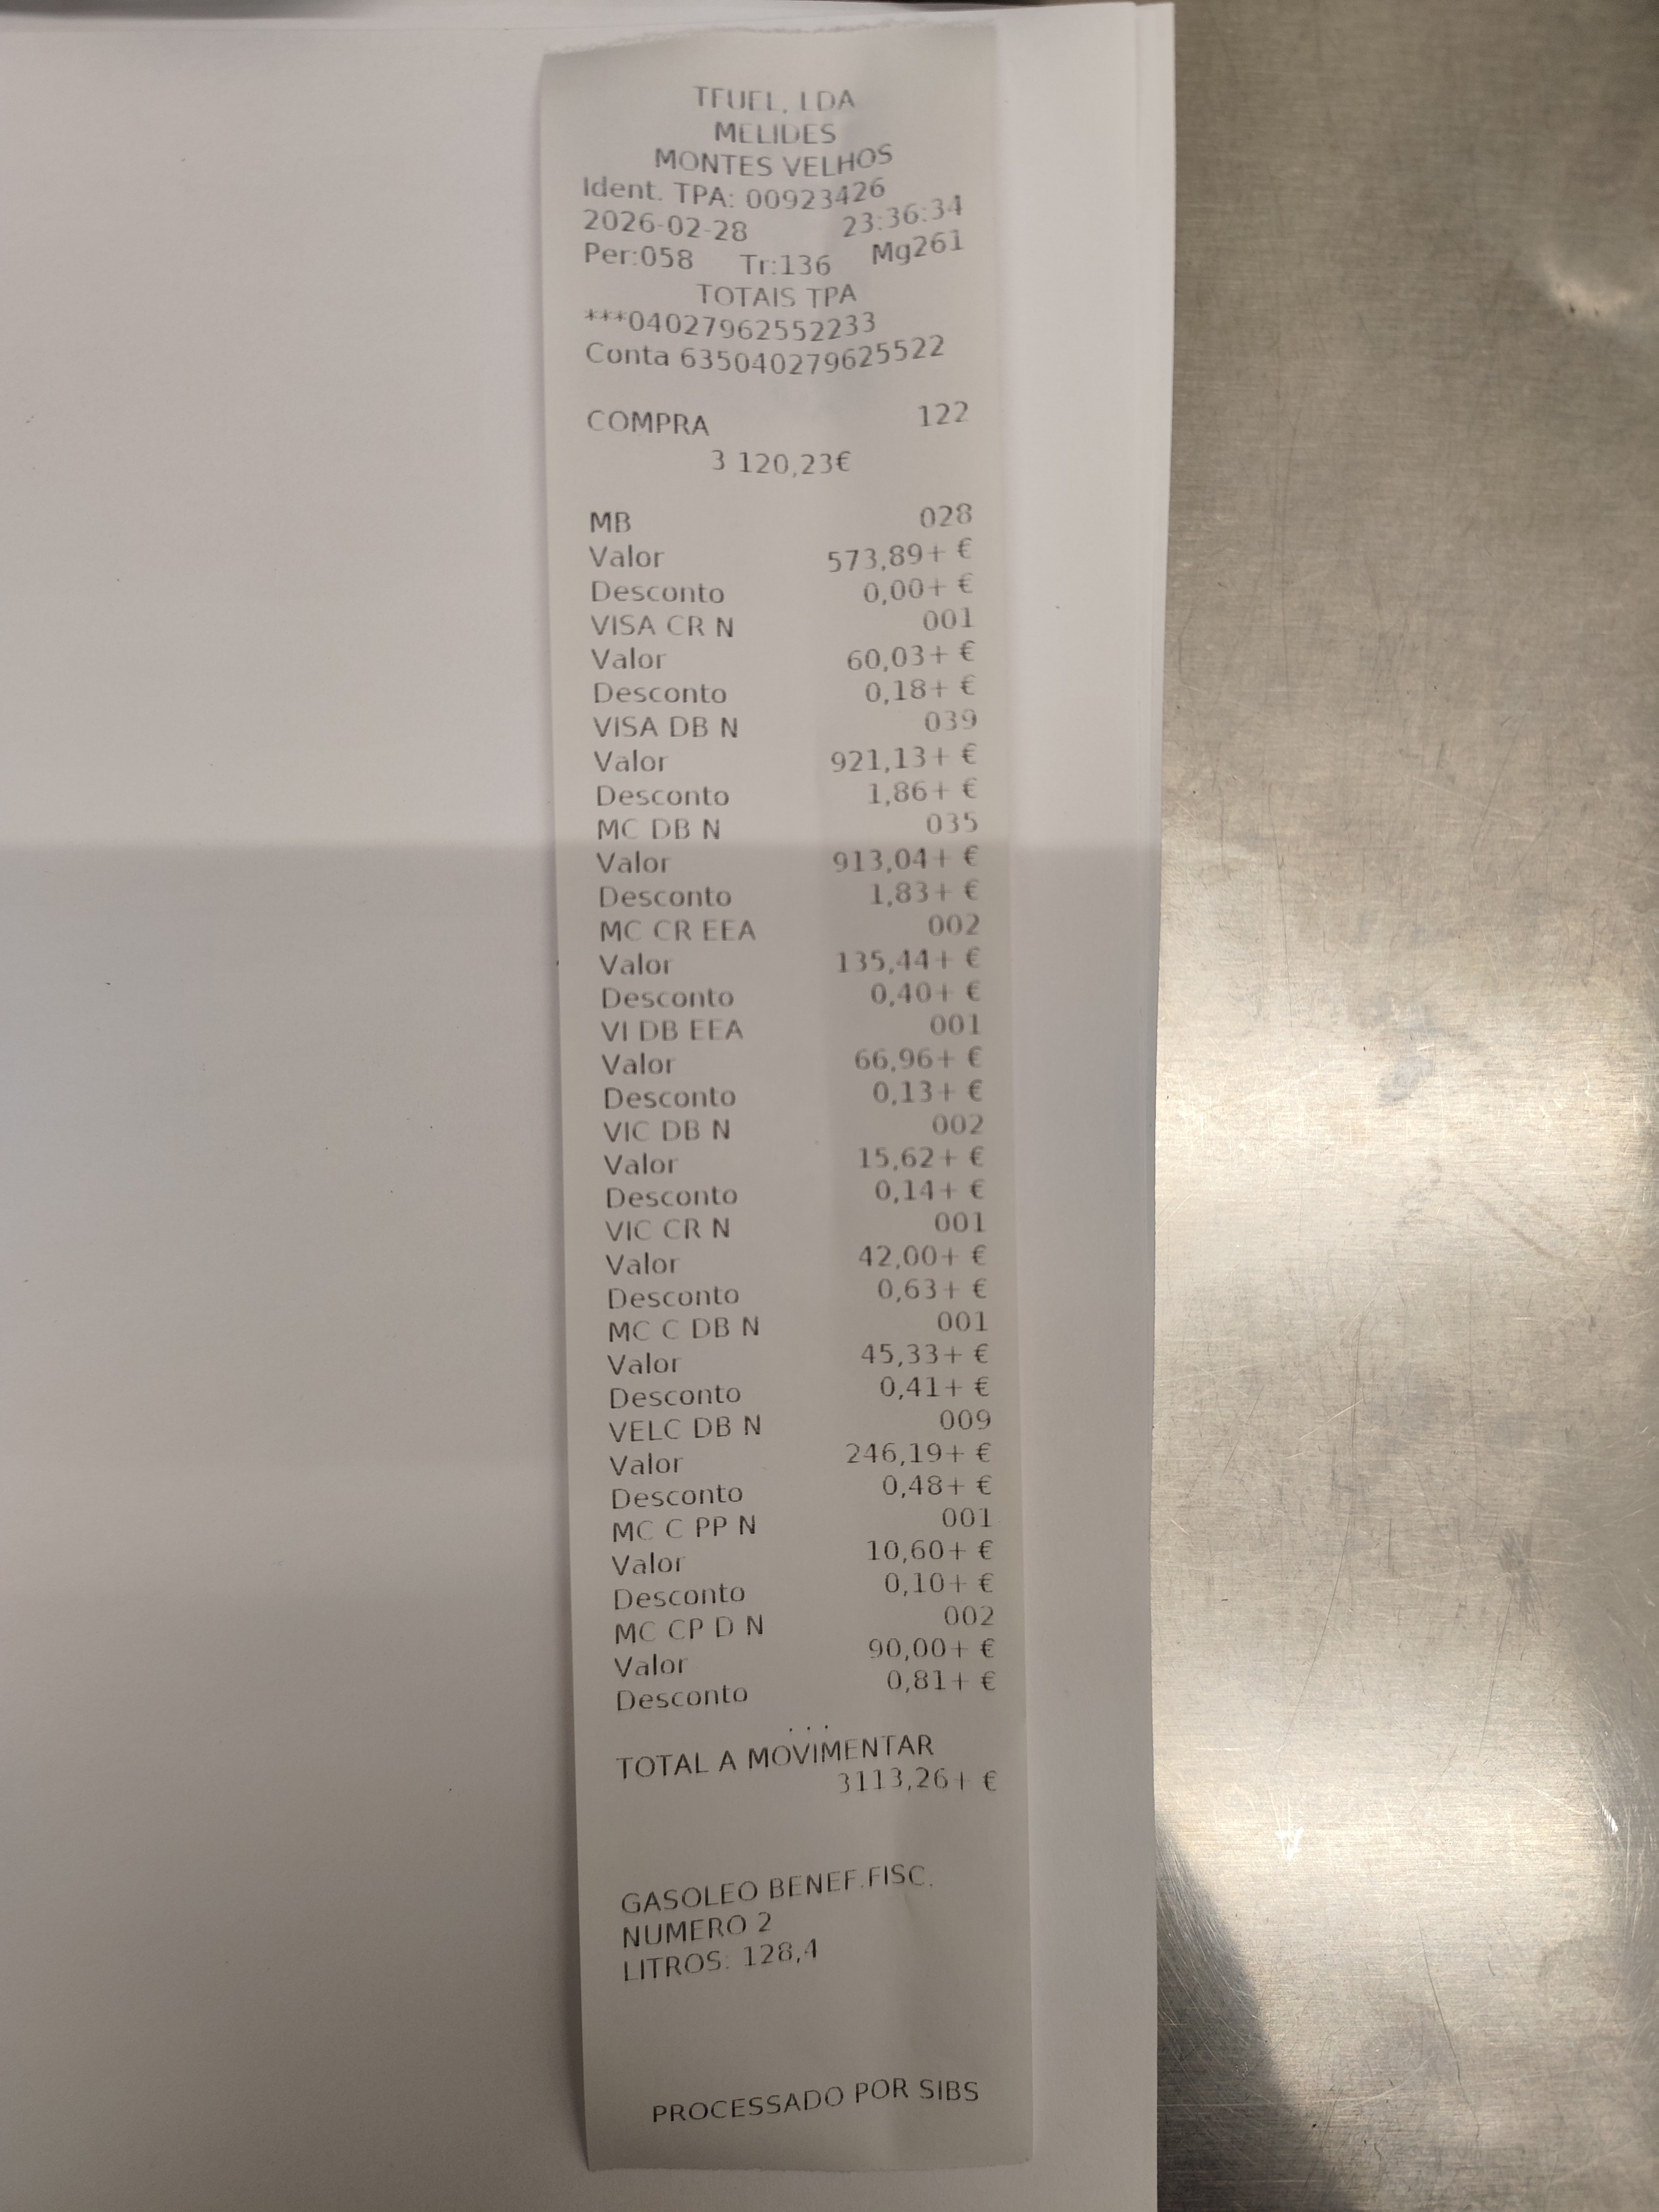 TFUEL, LDA
MELIDES
MONTES VELHOS
Ident. TPA: 00923426
2026-02-28 23:36:34
Per:058 Tr:136 Mg261
TOTAIS TPA
***04027962552233
Conta 635040279625522
COMPRA 122
3 120,23€
MB 028
Valor 573,89+ €
Desconto 0,00+ €
VISA CR N 001
Valor 60,03+ €
Desconto 0,18+ €
VISA DB N 039
Valor 921,13+ €
Desconto 1,86+ €
MC DB N 035
Valor 913,04+ €
Desconto 1,83+ €
MC CR EEA 002
Valor 135,44+ €
Desconto 0,40+ €
VI DB EEA 001
Valor 66,96+ €
Desconto 0,13+ €
VIC DB N 002
Valor 15,62+ €
Desconto 0,14+ €
VIC CR N 001
Valor 42,00+ €
Desconto 0,63+ €
MC C DB N 001
Valor 45,33+ €
Desconto 0,41+ €
VELC DB N 009
Valor 246,19+ €
Desconto 0,48+ €
MC C PP N 001
Valor 10,60+ €
Desconto 0,10+ €
MC CP D N 002
Valor 90,00+ €
Desconto 0,81+ €
...
TOTAL A MOVIMENTAR
3113,26+ €
GASOLEO BENEF.FISC.
NUMERO 2
LITROS: 128,4
PROCESSADO POR SIBS